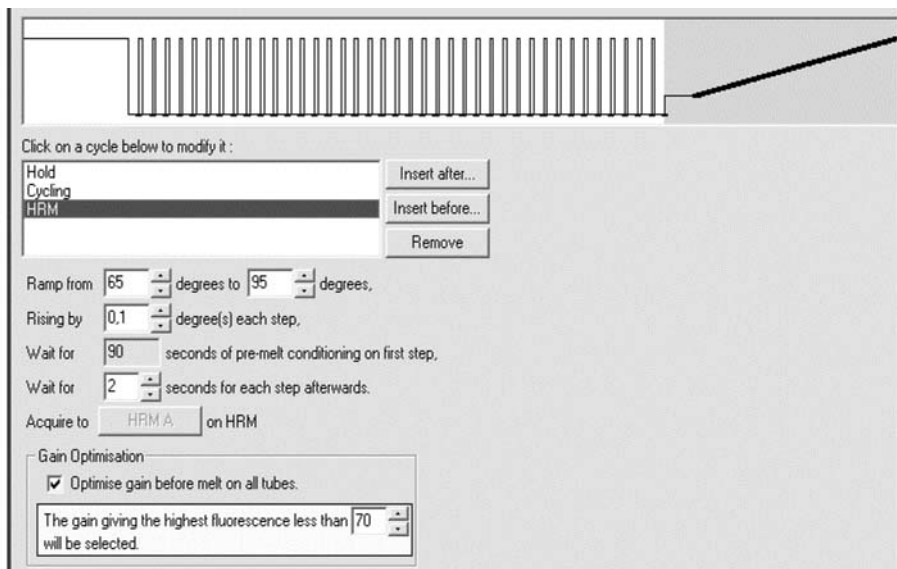 Click on a cycle below to modify it :
Hold
Cycling
HRM
Insert after...
Insert before...
Remove
Ramp from 65 degrees to 95 degrees,
Rising by 0,1 degree(s) each step,
Wait for 90 seconds of pre-melt conditioning on first step,
Wait for 2 seconds for each step afterwards.
Acquire to HRM A on HRM
Gain Optimisation
Optimise gain before melt on all tubes.
The gain giving the highest fluorescence less than 70
will be selected.